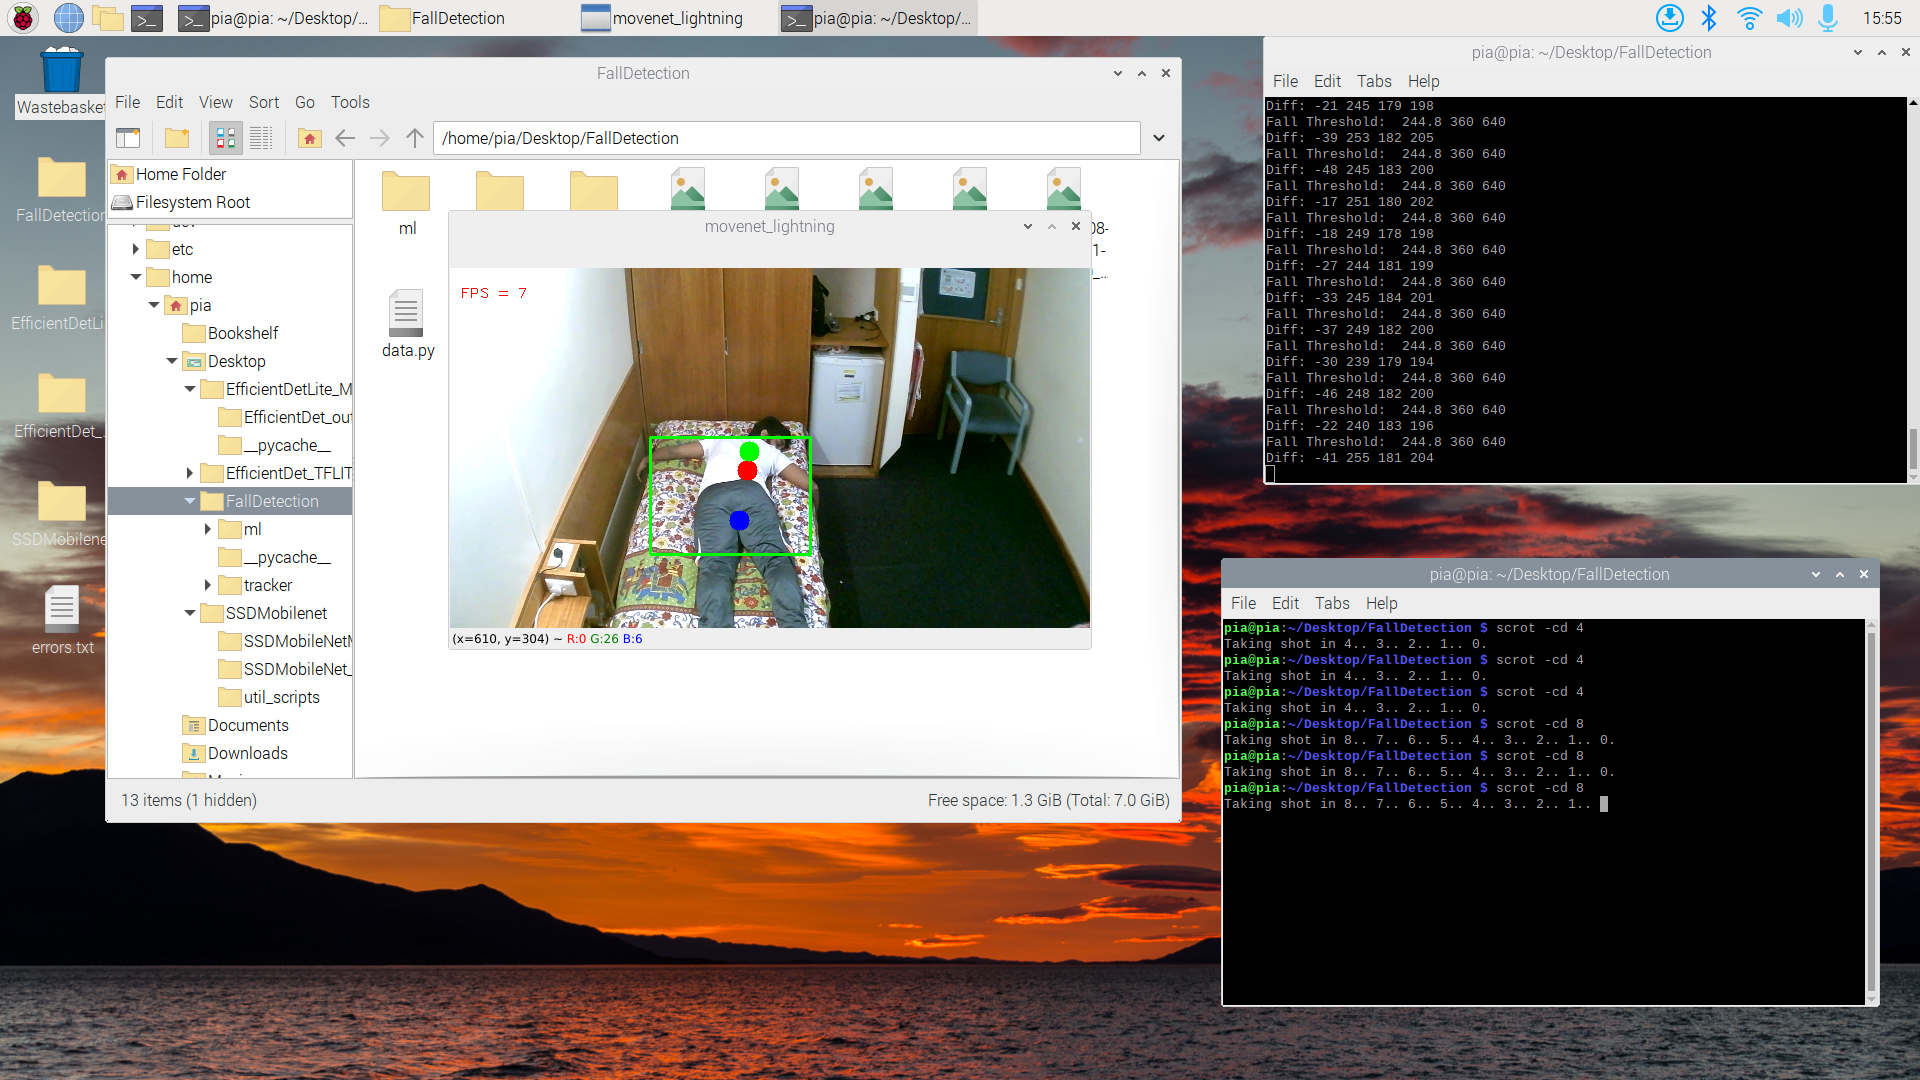 pia@pia: ~/Desktop/...
FallDetection
movenet_lightning
pia@pia: ~/Desktop/...
15:55
Wastebasket
FallDetection
EfficientDetLi
EfficientDet_
SSDMobilene
errors.txt
FallDetection
File Edit View Sort Go Tools
/home/pia/Desktop/FallDetection
Home Folder
Filesystem Root
etc
home
pia
Bookshelf
Desktop
EfficientDetLite_M
EfficientDet_out
__pycache__
EfficientDet_TFLIT
FallDetection
ml
__pycache__
tracker
SSDMobilenet
SSDMobileNetM
SSDMobileNet_
util_scripts
Documents
Downloads
ml
08-
1-
_...
data.py
13 items (1 hidden)
Free space: 1.3 GiB (Total: 7.0 GiB)
movenet_lightning
FPS = 7
(x=610, y=304) ~ R:0 G:26 B:6
pia@pia: ~/Desktop/FallDetection
File Edit Tabs Help
Diff: -21 245 179 198
Fall Threshold:  244.8 360 640
Diff: -39 253 182 205
Fall Threshold:  244.8 360 640
Diff: -48 245 183 200
Fall Threshold:  244.8 360 640
Diff: -17 251 180 202
Fall Threshold:  244.8 360 640
Diff: -18 249 178 198
Fall Threshold:  244.8 360 640
Diff: -27 244 181 199
Fall Threshold:  244.8 360 640
Diff: -33 245 184 201
Fall Threshold:  244.8 360 640
Diff: -37 249 182 200
Fall Threshold:  244.8 360 640
Diff: -30 239 179 194
Fall Threshold:  244.8 360 640
Diff: -46 248 182 200
Fall Threshold:  244.8 360 640
Diff: -22 240 183 196
Fall Threshold:  244.8 360 640
Diff: -41 255 181 204
pia@pia: ~/Desktop/FallDetection
File Edit Tabs Help
pia@pia:~/Desktop/FallDetection $ scrot -cd 4
Taking shot in 4.. 3.. 2.. 1.. 0.
pia@pia:~/Desktop/FallDetection $ scrot -cd 4
Taking shot in 4.. 3.. 2.. 1.. 0.
pia@pia:~/Desktop/FallDetection $ scrot -cd 4
Taking shot in 4.. 3.. 2.. 1.. 0.
pia@pia:~/Desktop/FallDetection $ scrot -cd 8
Taking shot in 8.. 7.. 6.. 5.. 4.. 3.. 2.. 1.. 0.
pia@pia:~/Desktop/FallDetection $ scrot -cd 8
Taking shot in 8.. 7.. 6.. 5.. 4.. 3.. 2.. 1.. 0.
pia@pia:~/Desktop/FallDetection $ scrot -cd 8
Taking shot in 8.. 7.. 6.. 5.. 4.. 3.. 2.. 1..